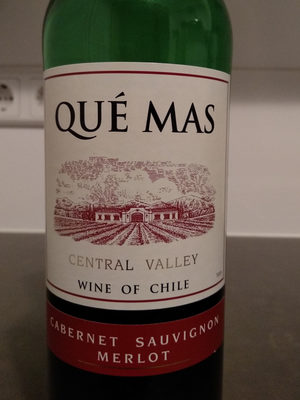 QUÉ MAS
CENTRAL VALLEY
WINE OF CHILE
CABERNET SAUVIGNON
MERLOT